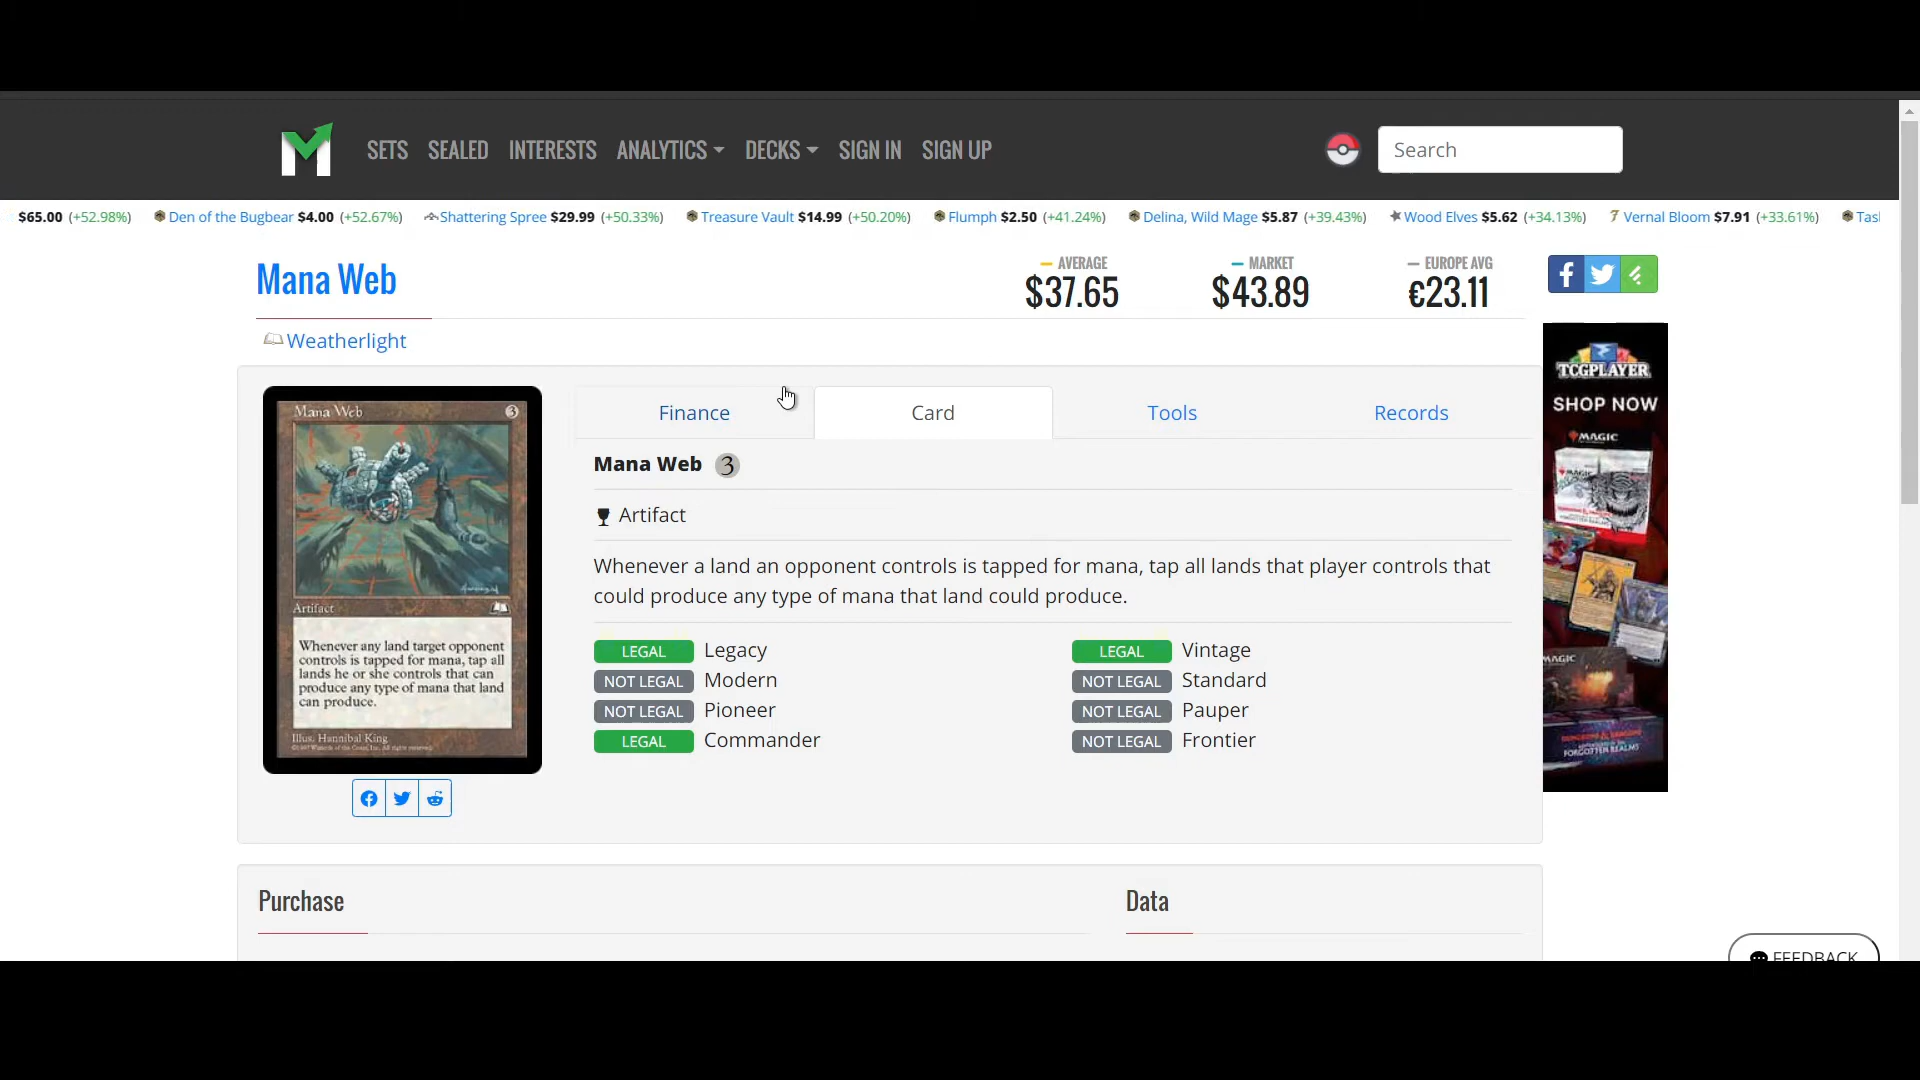 SETS SEALED INTERESTS ANALYTICS DECKS SIGN IN SIGN UP Search
$65.00 (+52.98%) Den of the Bugbear $4.00 (+52.67%) Shattering Spree $29.99 (+50.33%) Treasure Vault $14.99 (+50.20%) Flumph $2.50 (+41.24%) Delina, Wild Mage $5.87 (+39.43%) Wood Elves $5.62 (+34.13%) Vernal Bloom $7.91 (+33.61%) Tas
Mana Web
AVERAGE
$37.65
MARKET
$43.89
EUROPE AVG
€23.11
Weatherlight
Finance Card Tools Records
Mana Web 3
Artifact
Whenever a land an opponent controls is tapped for mana, tap all lands that player controls that
could produce any type of mana that land could produce.
LEGAL Legacy
NOT LEGAL Modern
NOT LEGAL Pioneer
LEGAL Commander
LEGAL Vintage
NOT LEGAL Standard
NOT LEGAL Pauper
NOT LEGAL Frontier
Mana Web 3
Artifact
Whenever any land target opponent
controls is tapped for mana, tap all
lands he or she controls that can
produce any type of mana that land
can produce.
Illus. Hannibal King
TCGPLAYER
SHOP NOW
MAGIC
MAGIC
FORGOTTEN REALMS
Purchase
Data
FEEDBACK